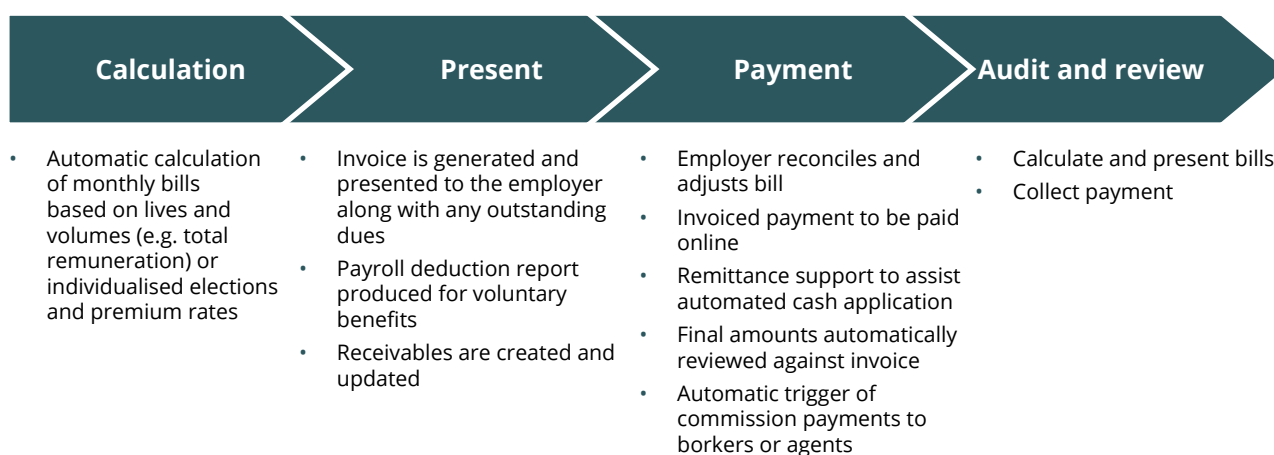 Calculation
Present
Payment
Audit and review
• Automatic calculation
of monthly bills
based on lives and
volumes (e.g. total
remuneration) or
individualised elections
and premium rates
• Invoice is generated and
presented to the employer
along with any outstanding
dues
• Payroll deduction report
produced for voluntary
benefits
• Receivables are created and
updated
• Employer reconciles and
adjusts bill
• Invoiced payment to be paid
online
• Remittance support to assist
automated cash application
• Final amounts automatically
reviewed against invoice
• Automatic trigger of
commission payments to
borkers or agents
• Calculate and present bills
• Collect payment